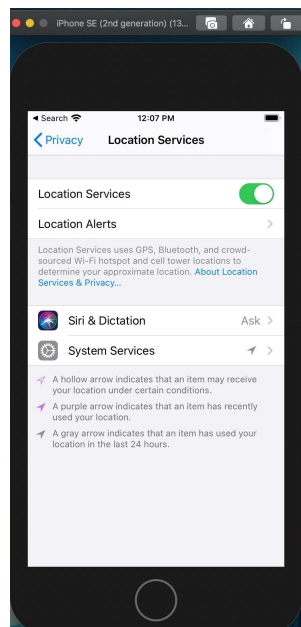 iPhone SE (2nd generation) (13...
Search
12:07 PM
Privacy
Location Services
Location Services
Location Alerts
Location Services uses GPS, Bluetooth, and crowd-
sourced Wi-Fi hotspot and cell tower locations to
determine your approximate location. About Location
Services & Privacy...
Siri & Dictation
Ask
System Services
A hollow arrow indicates that an item may receive
your location under certain conditions.
A purple arrow indicates that an item has recently
used your location.
A gray arrow indicates that an item has used your
location in the last 24 hours.